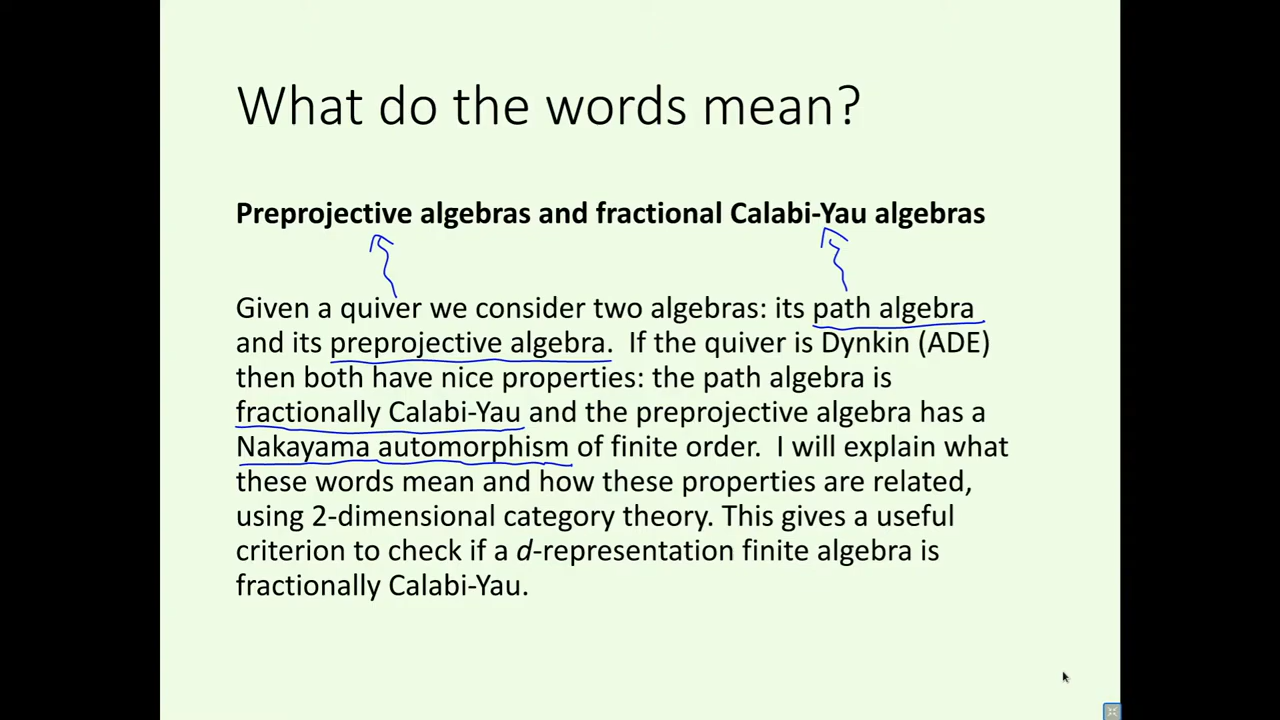 What do the words mean?
Preprojective algebras and fractional Calabi-Yau algebras
Given a quiver we consider two algebras: its path algebra
and its preprojective algebra.  If the quiver is Dynkin (ADE)
then both have nice properties: the path algebra is
fractionally Calabi-Yau and the preprojective algebra has a
Nakayama automorphism of finite order.  I will explain what
these words mean and how these properties are related,
using 2-dimensional category theory. This gives a useful
criterion to check if a d-representation finite algebra is
fractionally Calabi-Yau.